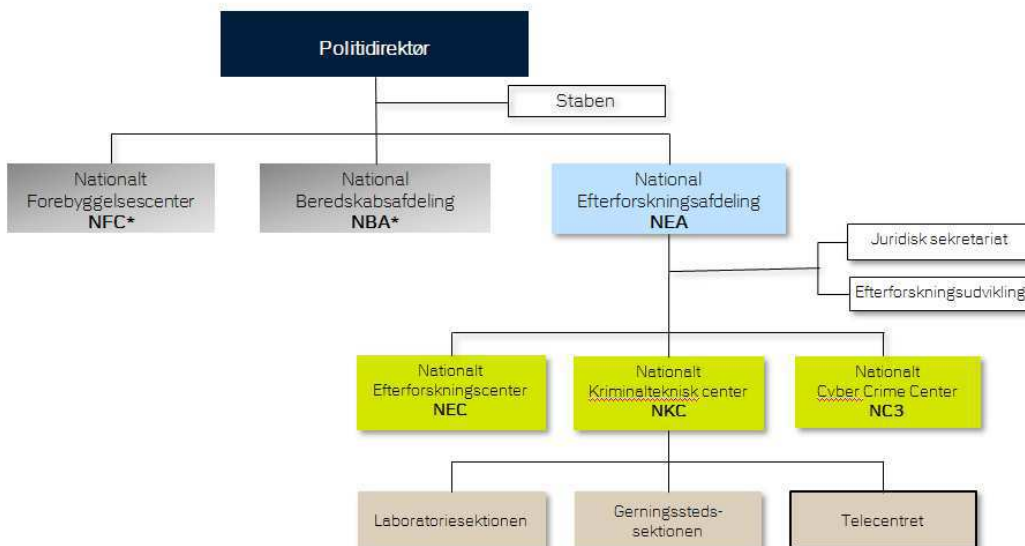 Politidirektør
Staben
Nationalt
Forebyggelsescenter
NFC*
National
Beredskabsafdeling
NBA*
National
Efterforskningsafdeling
NEA
Juridisk sekretariat
Efterforskningsudvikling
Nationalt
Efterforskningscenter
NEC
Nationalt
Kriminalteknisk center
NKC
Nationalt
Cyber Crime Center
NC3
Laboratoriesektionen
Gerningssteds-
sektionen
Telecentret